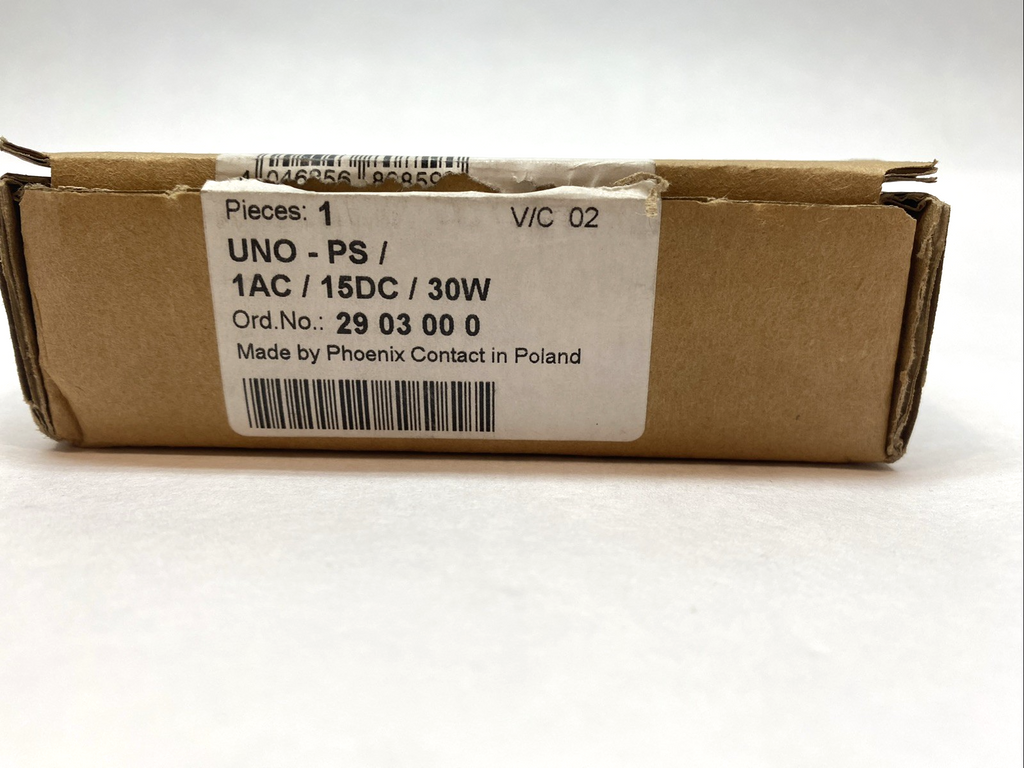 Pieces: 1 V/C 02
UNO - PS /
1AC / 15DC / 30W
Ord.No.: 29 03 00 0
Made by Phoenix Contact in Poland